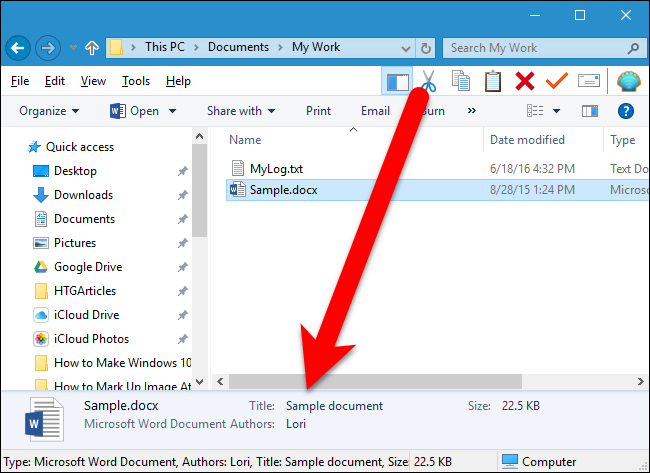 This PC > Documents > My Work
Search My Work
File Edit View Tools Help
Organize Open Share with Print Email urn »
Quick access
Desktop
Downloads
Documents
Pictures
Google Drive
HTGArticles
iCloud Drive
iCloud Photos
How to Make Windows 10
How to Mark Up Image At
Name Date modified Type
MyLog.txt 6/18/16 4:32 PM Text Do
Sample.docx 8/28/15 1:24 PM Micros
Sample.docx Title: Sample document Size: 22.5 KB
Microsoft Word Document Authors: Lori
Type: Microsoft Word Document, Authors: Lori, Title: Sample document, Size 22.5 KB Computer